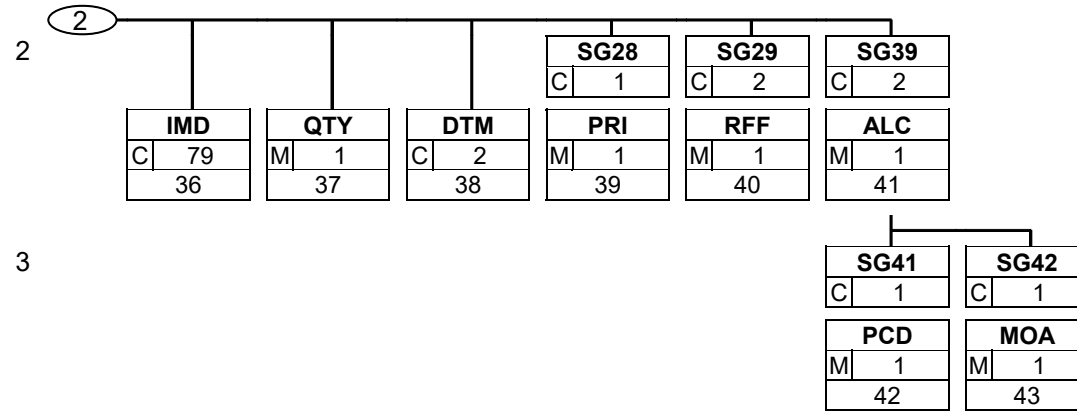 2
2 SG28 SG29 SG39
C 1 C 2 C 2
IMD QTY DTM PRI RFF ALC
C 79 M 1 C 2 M 1 M 1 M 1
36 37 38 39 40 41
3 SG41 SG42
C 1 C 1
PCD MOA
M 1 M 1
42 43